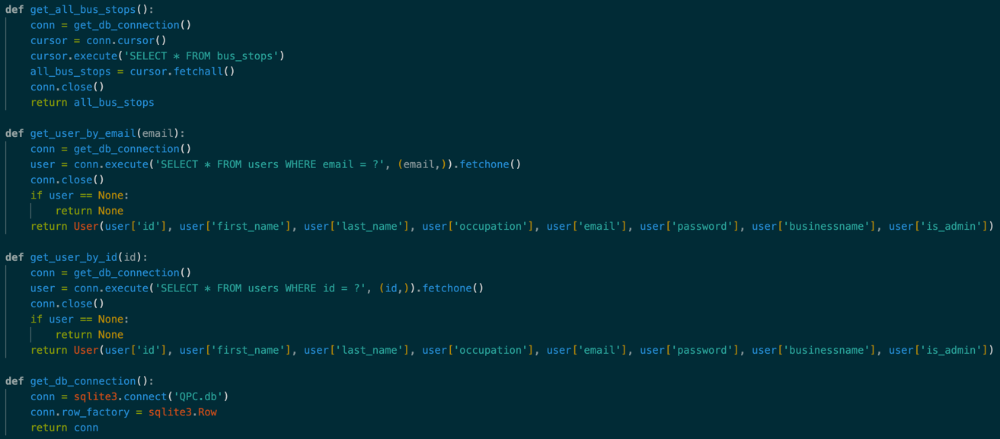 def get_all_bus_stops():
    conn = get_db_connection()
    cursor = conn.cursor()
    cursor.execute('SELECT * FROM bus_stops')
    all_bus_stops = cursor.fetchall()
    conn.close()
    return all_bus_stops

def get_user_by_email(email):
    conn = get_db_connection()
    user = conn.execute('SELECT * FROM users WHERE email = ?', (email,)).fetchone()
    conn.close()
    if user == None:
        return None
    return User(user['id'], user['first_name'], user['last_name'], user['occupation'], user['email'], user['password'], user['businessname'], user['is_admin'])

def get_user_by_id(id):
    conn = get_db_connection()
    user = conn.execute('SELECT * FROM users WHERE id = ?', (id,)).fetchone()
    conn.close()
    if user == None:
        return None
    return User(user['id'], user['first_name'], user['last_name'], user['occupation'], user['email'], user['password'], user['businessname'], user['is_admin'])

def get_db_connection():
    conn = sqlite3.connect('QPC.db')
    conn.row_factory = sqlite3.Row
    return conn